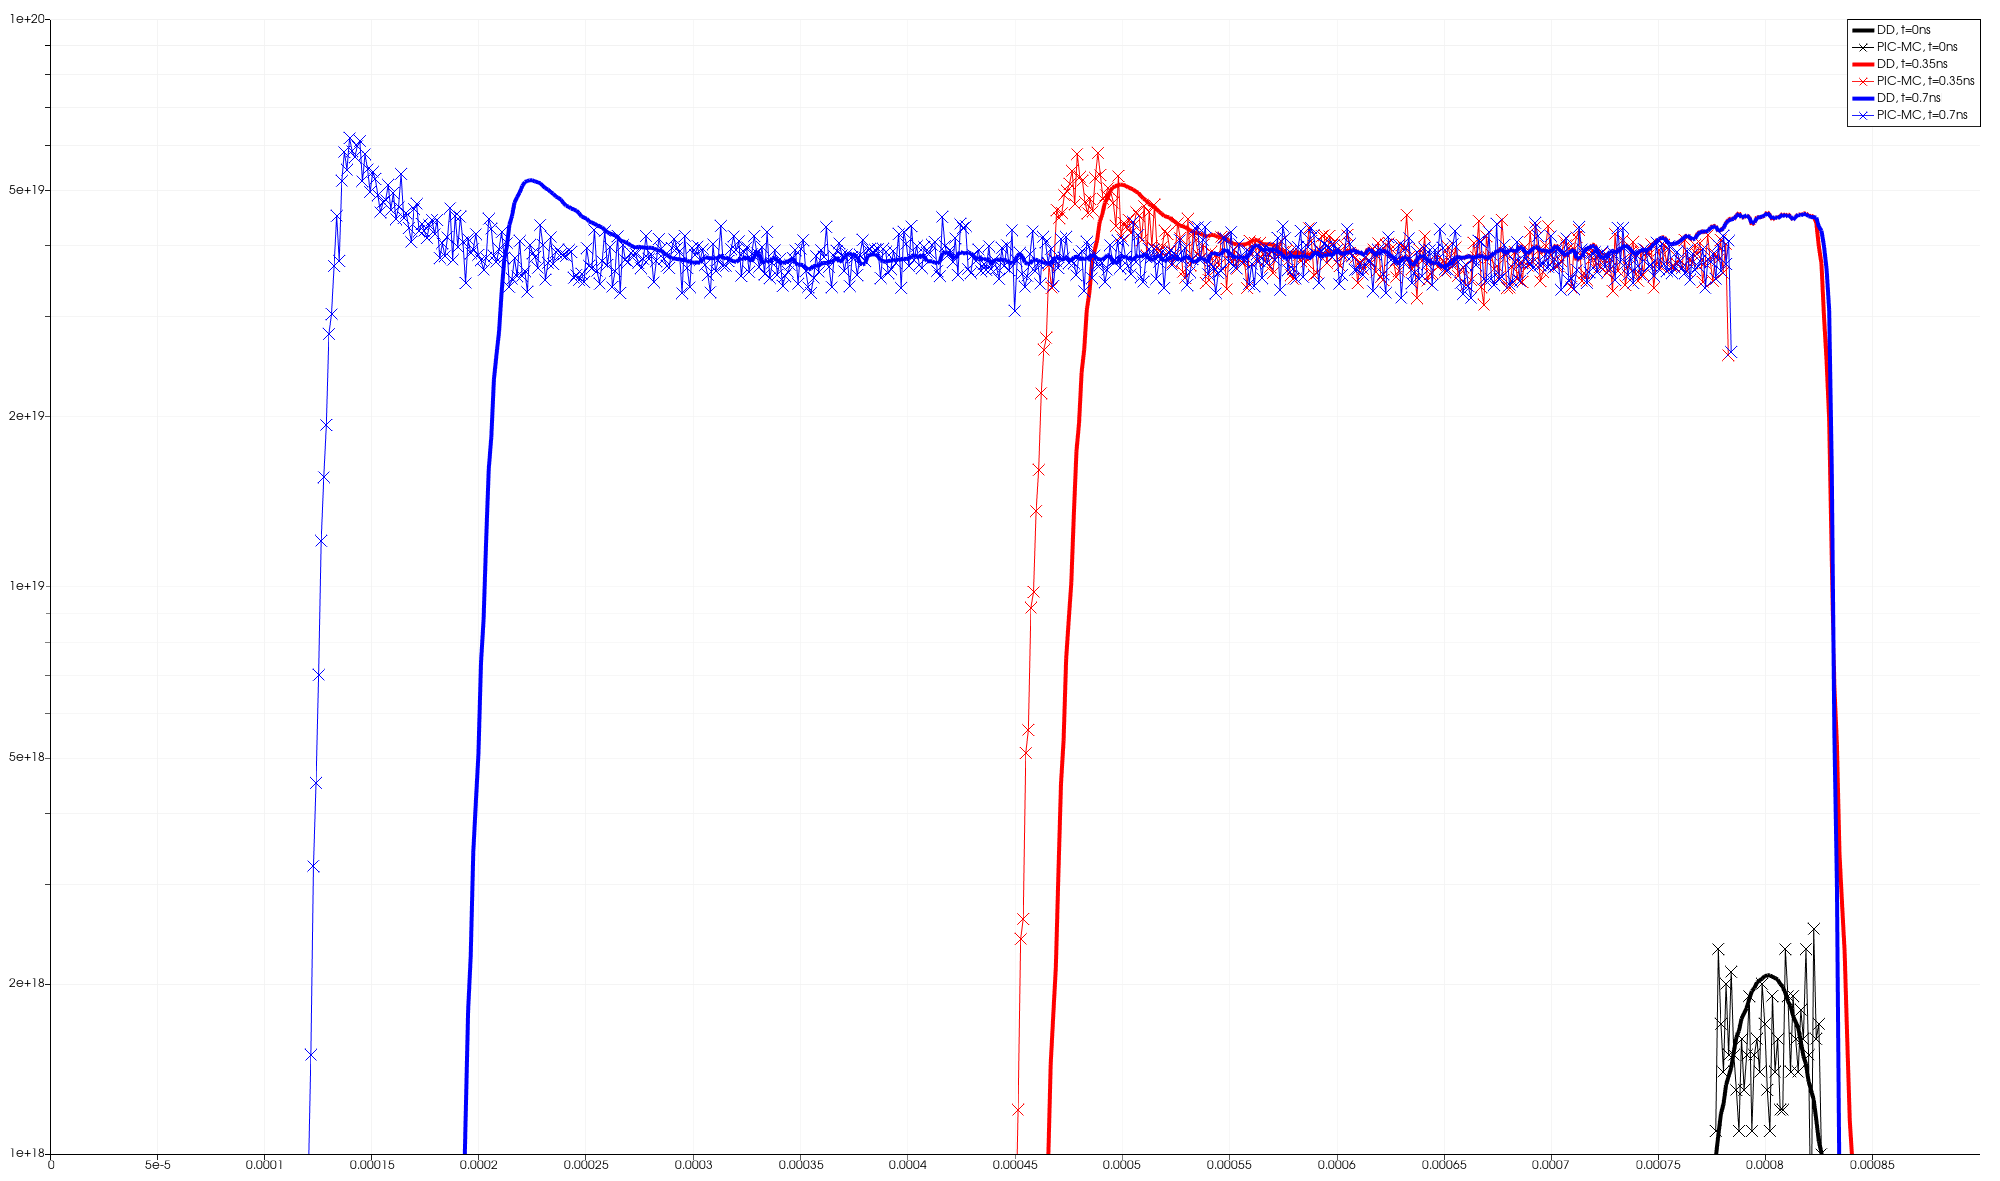 1e+20
5e+19
2e+19
1e+19
5e+18
2e+18
1e+18
0 5e-5 0.0001 0.00015 0.0002 0.00025 0.0003 0.00035 0.0004 0.00045 0.0005 0.00055 0.0006 0.00065 0.0007 0.00075 0.0008 0.00085
DD, t=0ns
PIC-MC, t=0ns
DD, t=0.35ns
PIC-MC, t=0.35ns
DD, t=0.7ns
PIC-MC, t=0.7ns